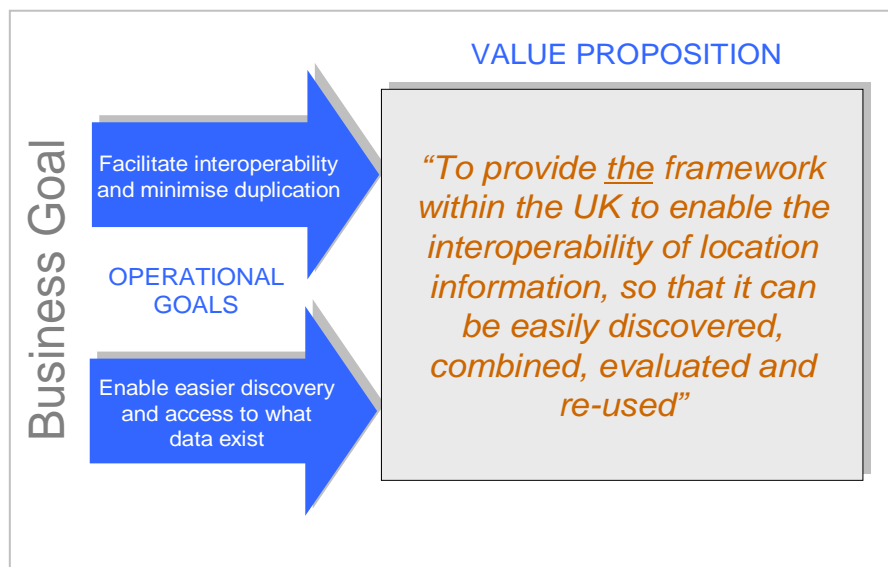 VALUE PROPOSITION
Business Goal
Facilitate interoperability
and minimise duplication
OPERATIONAL
GOALS
Enable easier discovery
and access to what
data exist
“To provide the framework
within the UK to enable the
interoperability of location
information, so that it can
be easily discovered,
combined, evaluated and
re-used”